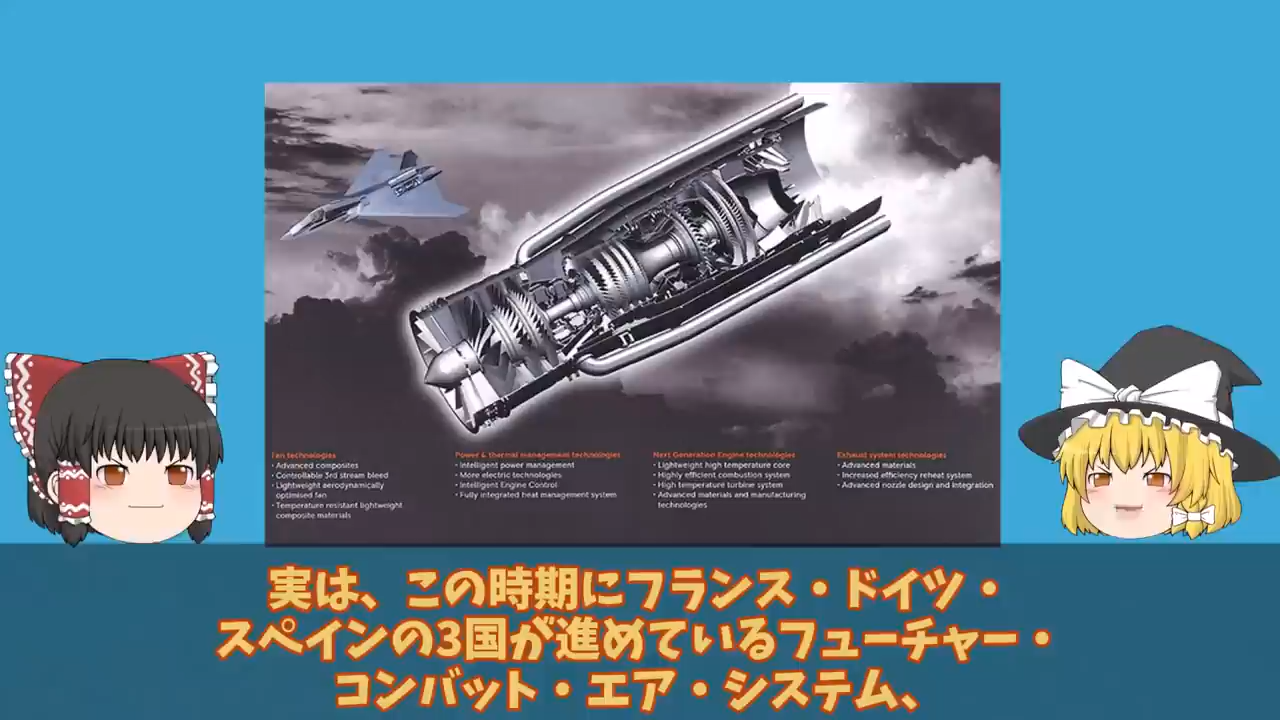 Fan technologies
・Advanced composites
・Controllable 3rd stream bleed
・Lightweight aerodynamically
optimised fan
・Temperature resistant lightweight
composite materials
Power & thermal management technologies
・Intelligent power management
・More electric technologies
・Intelligent Engine Control
・Fully integrated heat management system
Next Generation Engine technologies
・Lightweight high temperature core
・Highly efficient combustion system
・High temperature turbine system
・Advanced materials and manufacturing
technologies
Exhaust system technologies
・Advanced materials
・Increased efficiency reheat system
・Advanced nozzle design and integration
実は、この時期にフランス・ドイツ・
スペインの3国が進めているフューチャー・
コンバット・エア・システム、